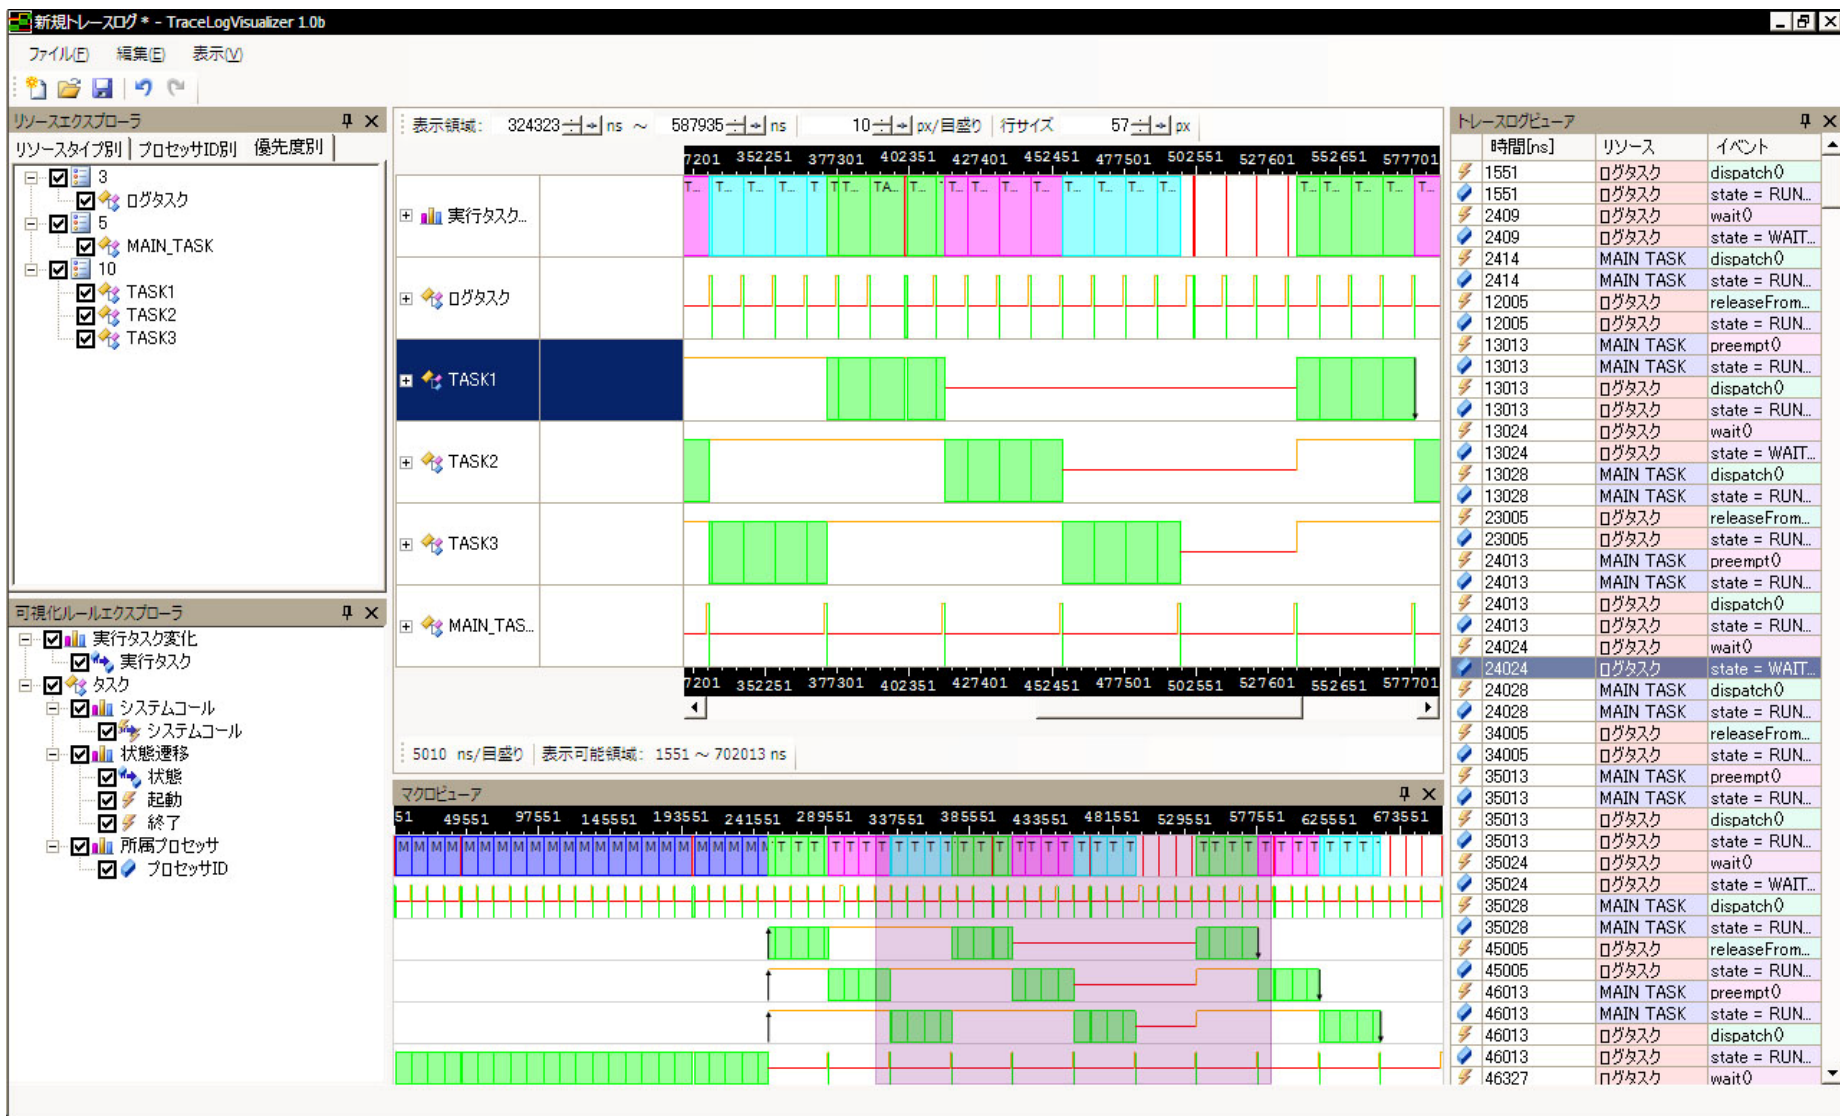 新規トレースログ * - TraceLogVisualizer 1.0b
ファイル(F) 編集(E) 表示(V)
リソースエクスプローラ
リソースタイプ別 プロセッサID別 優先度別
3
ログタスク
5
MAIN_TASK
10
TASK1
TASK2
TASK3
可視化ルールエクスプローラ
実行タスク変化
実行タスク
タスク
システムコール
システムコール
状態遷移
状態
起動
終了
所属プロセッサ
プロセッサID
表示領域: 324323 ns ～ 587935 ns 10 px/目盛り 行サイズ 57 px
7201 352251 377301 402351 427401 452451 477501 502551 527601 552651 577701
実行タスク...
T... T... T... T... T T T... TA... T... T... T... T... T... T... T... T... T... T... T... T... T... T...
ログタスク
TASK1
TASK2
TASK3
MAIN_TAS...
7201 352251 377301 402351 427401 452451 477501 502551 527601 552651 577701
5010 ns/目盛り 表示可能領域: 1551 ～ 702013 ns
マクロビューア
51 49551 97551 145551 193551 241551 289551 337551 385551 433551 481551 529551 577551 625551 673551
M M M M M M M M M M M M M M M M M M M M M M M T T T T T T T T T T T T T T T T T T T T T T T T T T T T T T T
トレースログビューア
時間[ns] リソース イベント
1551 ログタスク dispatch()
1551 ログタスク state = RUN...
2409 ログタスク wait()
2409 ログタスク state = WAIT...
2414 MAIN TASK dispatch()
2414 MAIN TASK state = RUN...
12005 ログタスク releaseFrom...
12005 ログタスク state = RUN...
13013 MAIN TASK preempt()
13013 MAIN TASK state = RUN...
13013 ログタスク dispatch()
13013 ログタスク state = RUN...
13024 ログタスク wait()
13024 ログタスク state = WAIT...
13028 MAIN TASK dispatch()
13028 MAIN TASK state = RUN...
23005 ログタスク releaseFrom...
23005 ログタスク state = RUN...
24013 MAIN TASK preempt()
24013 MAIN TASK state = RUN...
24013 ログタスク dispatch()
24013 ログタスク state = RUN...
24024 ログタスク wait()
24024 ログタスク state = WAIT...
24028 MAIN TASK dispatch()
24028 MAIN TASK state = RUN...
34005 ログタスク releaseFrom...
34005 ログタスク state = RUN...
35013 MAIN TASK preempt()
35013 MAIN TASK state = RUN...
35013 ログタスク dispatch()
35013 ログタスク state = RUN...
35024 ログタスク wait()
35024 ログタスク state = WAIT...
35028 MAIN TASK dispatch()
35028 MAIN TASK state = RUN...
45005 ログタスク releaseFrom...
45005 ログタスク state = RUN...
46013 MAIN TASK preempt()
46013 MAIN TASK state = RUN...
46013 ログタスク dispatch()
46013 ログタスク state = RUN...
46327 ログタスク wait()